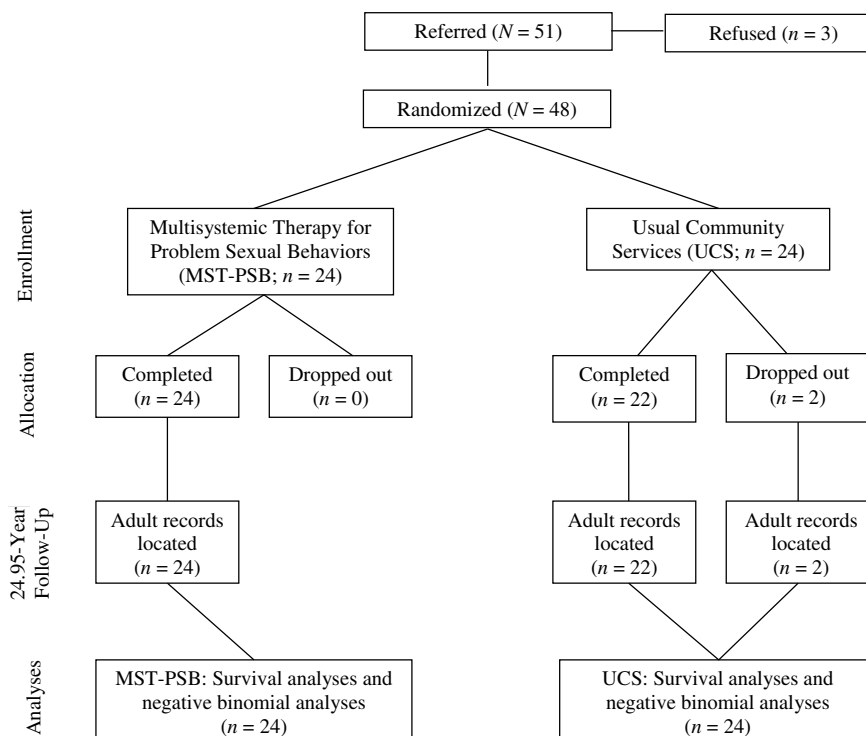 Referred (N = 51)
Refused (n = 3)
Randomized (N = 48)
Enrollment
Multisystemic Therapy for
Problem Sexual Behaviors
(MST-PSB; n = 24)
Usual Community
Services (UCS; n = 24)
Allocation
Completed
(n = 24)
Dropped out
(n = 0)
Completed
(n = 22)
Dropped out
(n = 2)
24.95-Year
Follow-Up
Adult records
located
(n = 24)
Adult records
located
(n = 22)
Adult records
located
(n = 2)
Analyses
MST-PSB: Survival analyses and
negative binomial analyses
(n = 24)
UCS: Survival analyses and
negative binomial analyses
(n = 24)